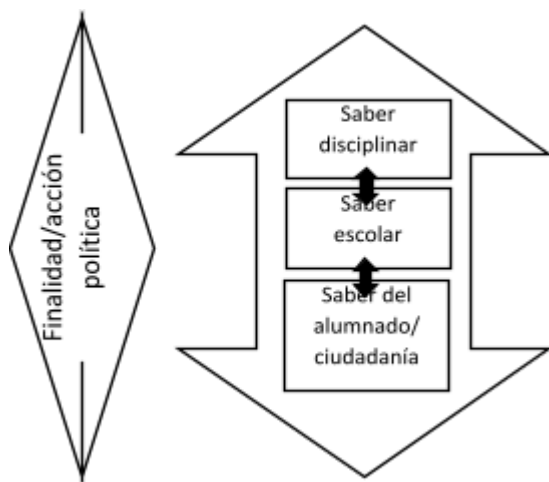 Finalidad/acción
política
Saber
disciplinar
Saber
escolar
Saber del
alumnado/
ciudadanía